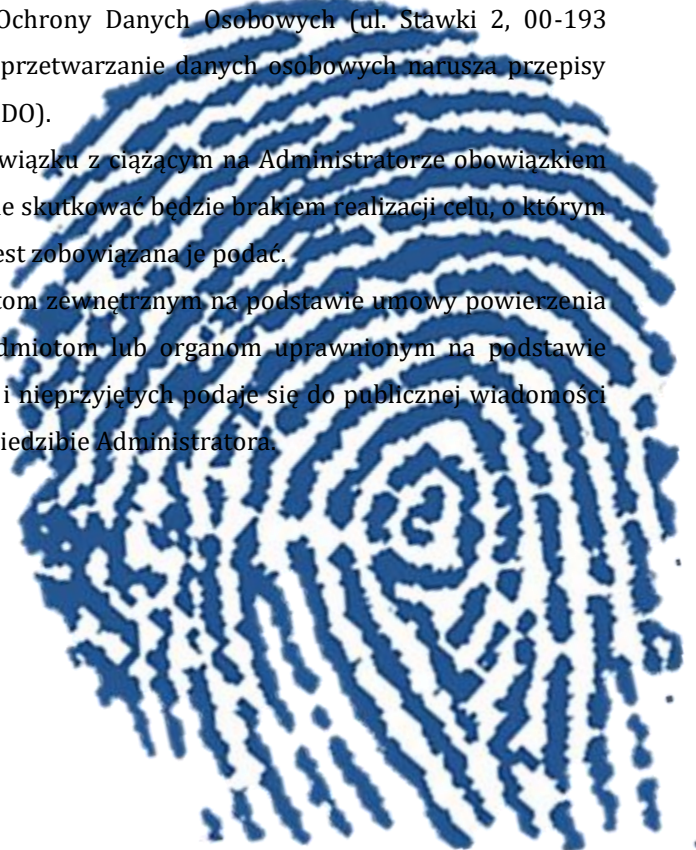 Ochrony Danych Osobowych (ul. Stawki 2, 00-193
przetwarzanie danych osobowych narusza przepisy
DO).
wiązku z ciążącym na Administratorze obowiązkiem
e skutkować będzie brakiem realizacji celu, o którym
est zobowiązana je podać.
tom zewnętrznym na podstawie umowy powierzenia
dmiotom lub organom uprawnionym na podstawie
i nieprzyjętych podaje się do publicznej wiadomości
iedzibie Administratora.